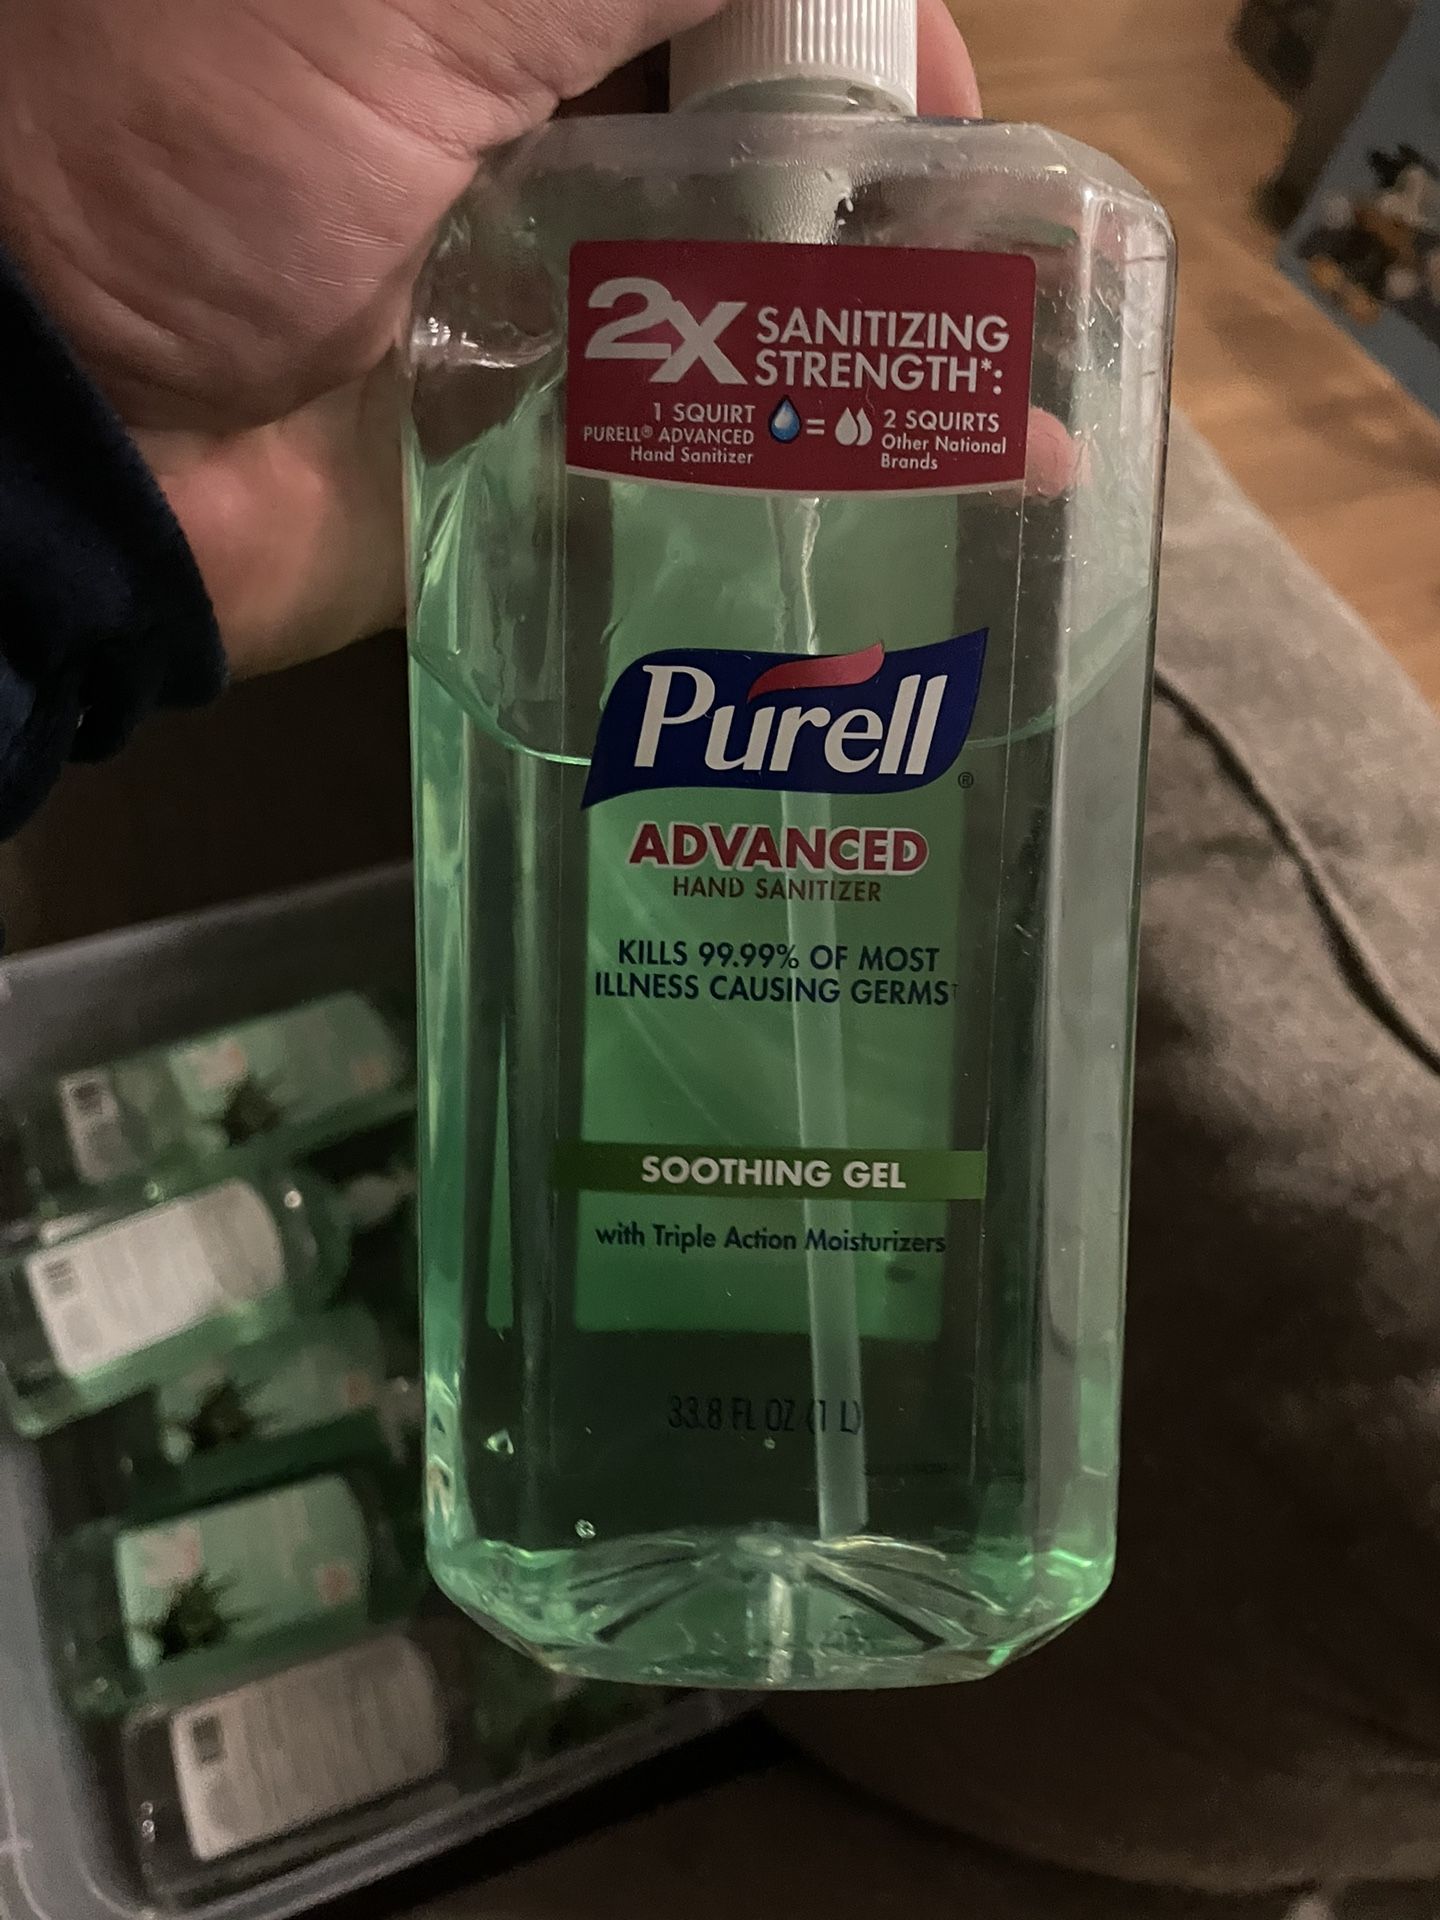 2X SANITIZING
STRENGTH*:
1 SQUIRT
PURELL® ADVANCED
Hand Sanitizer
=
2 SQUIRTS
Other National
Brands
Purell®
ADVANCED
HAND SANITIZER
KILLS 99.99% OF MOST
ILLNESS CAUSING GERMS†
SOOTHING GEL
with Triple Action Moisturizers
33.8 FL OZ (1 L)